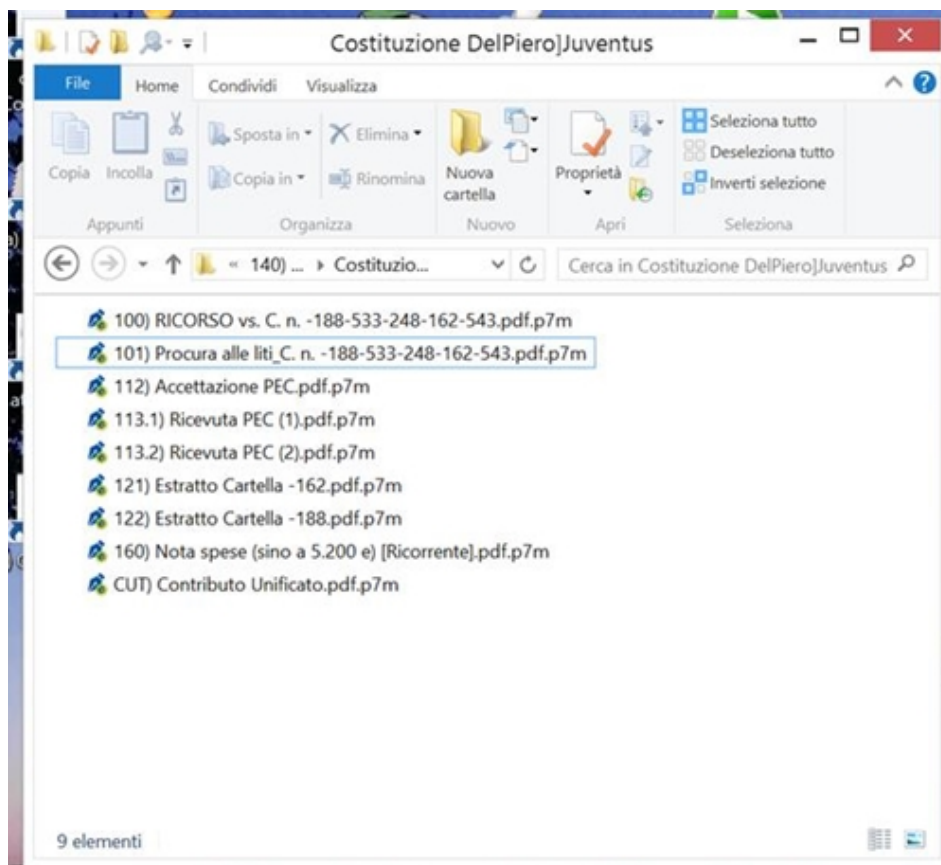 Costituzione DelPiero]Juventus
File Home Condividi Visualizza
Copia
Incolla
Sposta in
Copia in
Elimina
Rinomina
Nuova cartella
Proprietà
Seleziona tutto
Deseleziona tutto
Inverti selezione
Appunti Organizza Nuovo Apri Seleziona
« 140) ... Costituzio... Cerca in Costituzione DelPiero]Juventus
100) RICORSO vs. C. n. -188-533-248-162-543.pdf.p7m
101) Procura alle liti_C. n. -188-533-248-162-543.pdf.p7m
112) Accettazione PEC.pdf.p7m
113.1) Ricevuta PEC (1).pdf.p7m
113.2) Ricevuta PEC (2).pdf.p7m
121) Estratto Cartella -162.pdf.p7m
122) Estratto Cartella -188.pdf.p7m
160) Nota spese (sino a 5.200 e) [Ricorrente].pdf.p7m
CUT) Contributo Unificato.pdf.p7m
9 elementi